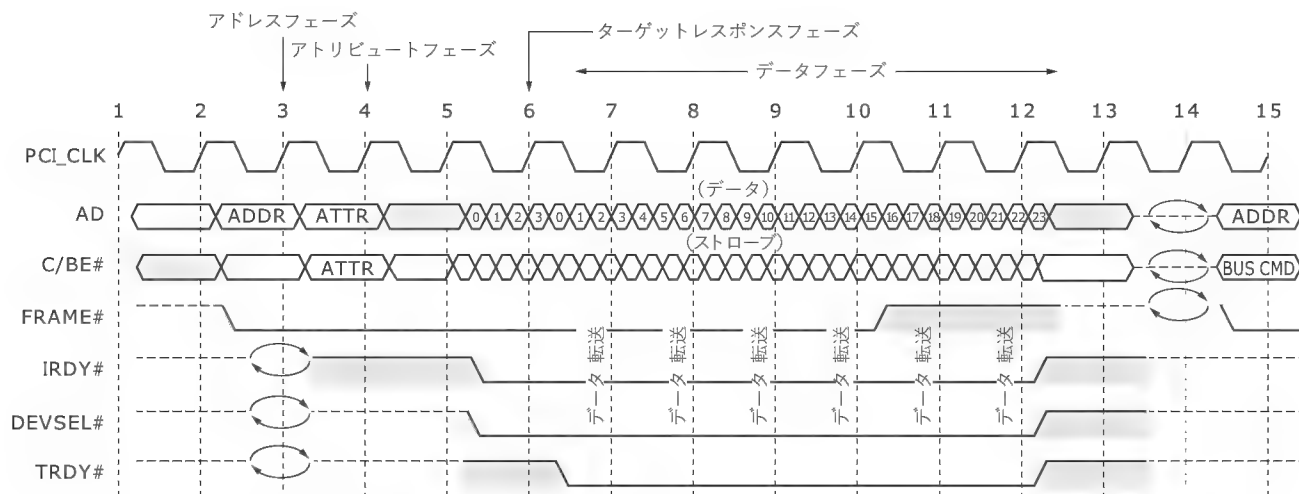 アドレスフェーズ
ターゲットレスポンスフェーズ
アトリビュートフェーズ
データフェーズ
1 2 3 4 5 6 7 8 9 10 11 12 13 14 15
PCI_CLK
(データ)
AD ADDR ATTR 0 1 2 3 0 1 2 3 4 5 6 7 8 9 10 11 12 13 14 15 16 17 18 19 20 21 22 23 ADDR
(ストローブ)
C/BE# ATTR BUS CMD
FRAME#
データ転送 データ転送 データ転送 データ転送 データ転送 データ転送
IRDY#
DEVSEL#
TRDY#